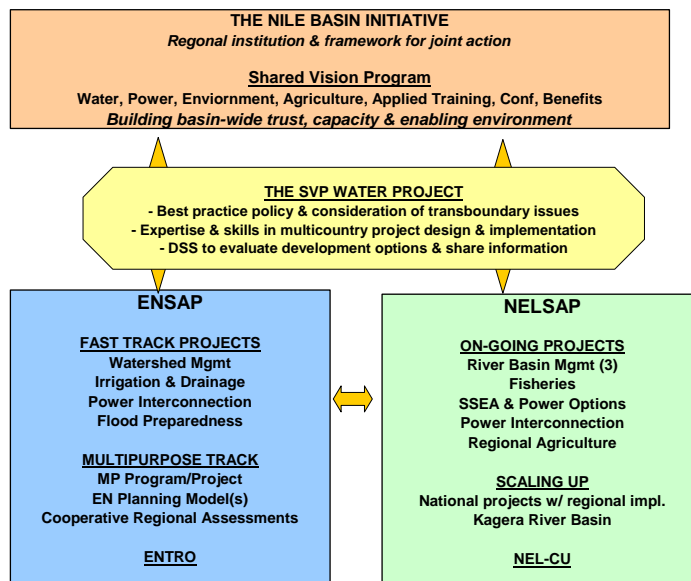 THE NILE BASIN INITIATIVE
Regonal institution & framework for joint action
Shared Vision Program
Water, Power, Enviornment, Agriculture, Applied Training, Conf, Benefits
Building basin-wide trust, capacity & enabling environment
THE SVP WATER PROJECT
- Best practice policy & consideration of transboundary issues
- Expertise & skills in multicountry project design & implementation
- DSS to evaluate development options & share information
ENSAP
FAST TRACK PROJECTS
Watershed Mgmt
Irrigation & Drainage
Power Interconnection
Flood Preparedness
MULTIPURPOSE TRACK
MP Program/Project
EN Planning Model(s)
Cooperative Regional Assessments
ENTRO
NELSAP
ON-GOING PROJECTS
River Basin Mgmt (3)
Fisheries
SSEA & Power Options
Power Interconnection
Regional Agriculture
SCALING UP
National projects w/ regional impl.
Kagera River Basin
NEL-CU